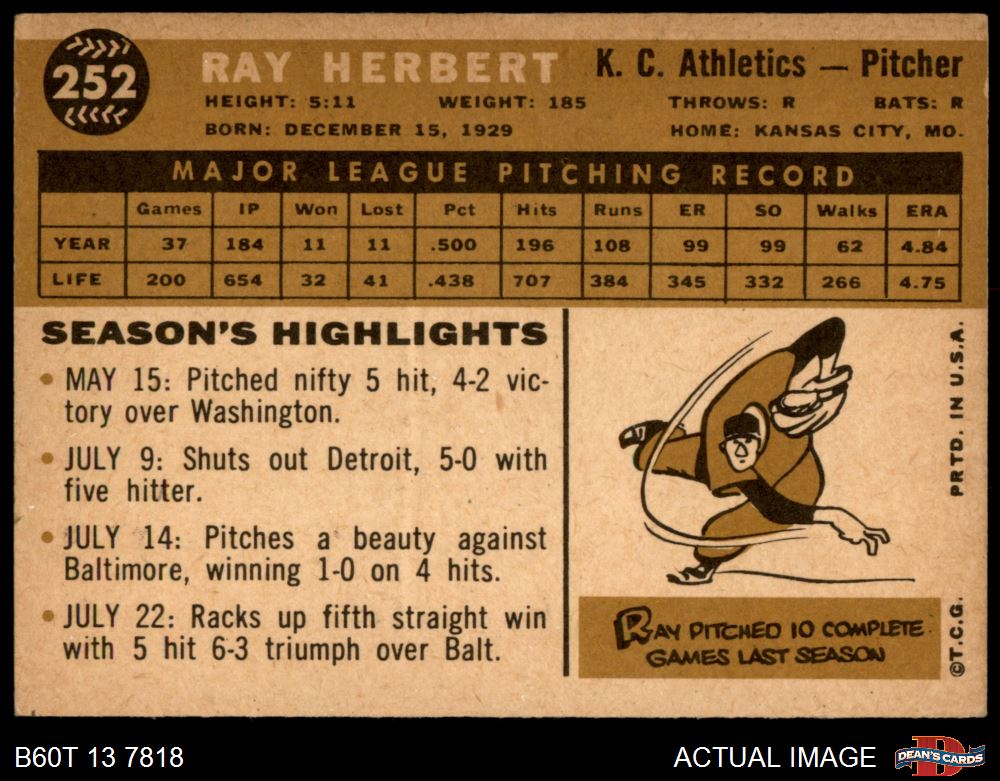 252
RAY HERBERT
K. C. Athletics — Pitcher
HEIGHT: 5:11 WEIGHT: 185 THROWS: R BATS: R
BORN: DECEMBER 15, 1929 HOME: KANSAS CITY, MO.
MAJOR LEAGUE PITCHING RECORD
Games IP Won Lost Pct Hits Runs ER SO Walks ERA
YEAR 37 184 11 11 .500 196 108 99 99 62 4.84
LIFE 200 654 32 41 .438 707 384 345 332 266 4.75
SEASON'S HIGHLIGHTS
• MAY 15: Pitched nifty 5 hit, 4-2 vic-
tory over Washington.
• JULY 9: Shuts out Detroit, 5-0 with
five hitter.
• JULY 14: Pitches a beauty against
Baltimore, winning 1-0 on 4 hits.
• JULY 22: Racks up fifth straight win
with 5 hit 6-3 triumph over Balt.
RAY PITCHED 10 COMPLETE
GAMES LAST SEASON
©T.C.G. PRTD. IN U.S.A.
B60T 13 7818
ACTUAL IMAGE
DEAN'S CARDS